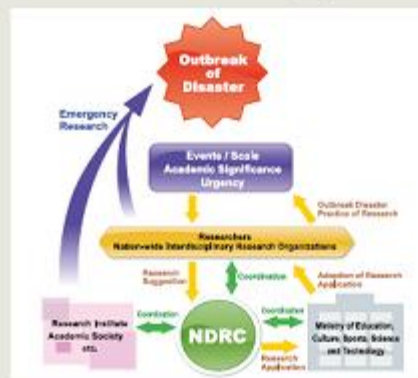 Outbreak
of
Disaster
Emergency
Research
Events / Scale
Academic Significance
Urgency
Outbreak Disaster
Practice of Research
Researchers
Nation-wide Interdisciplinary Research Organizations
Research
Suggestion
Coordination
Adoption of Research
Application
Research Institute
Academic Society
etc.
Coordination
NDRC
Coordination
Ministry of Education,
Culture, Sports, Science
and Technology
Research
Application